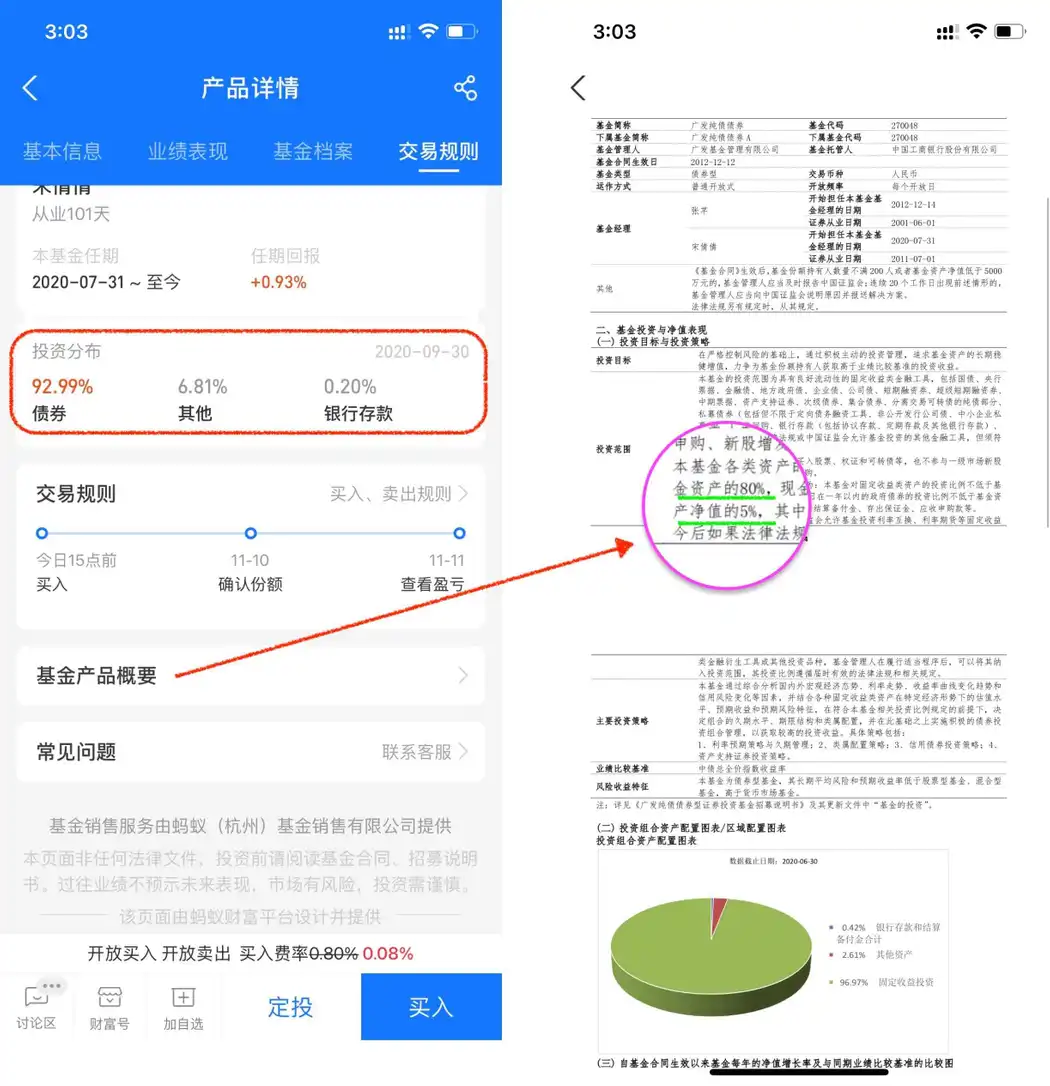 3:03
产品详情
基本信息 业绩表现 基金档案 交易规则
宋倩倩
从业101天
本基金任期 任期回报
2020-07-31 ~ 至今 +0.93%
投资分布 2020-09-30
92.99% 6.81% 0.20%
债券 其他 银行存款
交易规则 买入、卖出规则
今日15点前 11-10 11-11
买入 确认份额 查看盈亏
基金产品概要
常见问题 联系客服
基金销售服务由蚂蚁（杭州）基金销售有限公司提供
本页面非任何法律文件，投资前请阅读基金合同、招募说明
书。过往业绩不预示未来表现，市场有风险，投资需谨慎。
该页面由蚂蚁财富平台设计并提供
开放买入 开放卖出 买入费率0.80% 0.08%
讨论区 财富号 加自选 定投 买入
3:03
基金简称 广发纯债债券 基金代码 270048
下属基金简称 广发纯债债券 A 下属基金代码 270048
基金管理人 广发基金管理有限公司 基金托管人 中国工商银行股份有限公司
基金合同生效日 2012-12-12
基金类型 债券型 交易币种 人民币
运作方式 普通开放式 开放频率 每个开放日
基金经理
张芊
开始担任本基金基
金经理的日期 2012-12-14
证券从业日期 2001-06-01
宋倩倩
开始担任本基金基
金经理的日期 2020-07-31
证券从业日期 2011-07-01
其他
《基金合同》生效后，基金份额持有人数量不满 200 人或者基金资产净值低于 5000
万元的，基金管理人应当及时报告中国证监会；连续 20 个工作日出现前述情形的，
基金管理人应当向中国证监会说明原因并报送解决方案。
法律法规另有规定时，从其规定。
二、基金投资与净值表现
(一) 投资目标与投资策略
投资目标
在严格控制风险的基础上，通过积极主动的投资管理，追求基金资产的长期稳
健增值，力争为基金份额持有人获取高于业绩比较基准的投资收益。
投资范围
本基金的投资范围为具有良好流动性的固定收益类金融工具，包括国债、央行
票据、金融债、地方政府债、企业债、公司债、短期融资券、超级短期融资券、
中期票据、资产支持证券、次级债券、集合债券、分离交易可转债的纯债部分、
私募债券（包括但不限于定向债务融资工具、非公开发行公司债、中小企业私
回购、银行存款（包括协议存款、定期存款及其他银行存款）、
法规或中国证监会允许基金投资的其他金融工具，但须符
买入股票、权证和可转债等，也不参与一级市场新股
：本基金对固定收益类资产的投资比例不低于基
日在一年以内的政府债券的投资比例不低于基金资
结算备付金、存出保证金、应收申购款等。
会允许基金投资利率互换、利率期货等固定收益
申购、新股增发
本基金各类资产的
金资产的80%，现金
产净值的5%，其中
今后如果法律法规
类金融衍生工具或其他投资品种，基金管理人在履行适当程序后，可以将其纳
入投资范围，其投资比例遵循届时有效的法律法规和相关规定。
主要投资策略
本基金通过综合分析国内外宏观经济态势、利率走势、收益率曲线变化趋势和
信用风险变化等因素，并结合各种固定收益类资产在特定经济形势下的估值水
平、预期收益和预期风险特征，在符合本基金相关投资比例规定的前提下，决
定组合的久期水平、期限结构和类属配置，并在此基础之上实施积极的债券投
资组合管理，以获取较高的投资收益。具体策略包括：
1、利率预期策略与久期管理；2、类属配置策略；3、信用债券投资策略；4、
资产支持证券投资策略。
业绩比较基准 中债总全价指数收益率
风险收益特征
本基金为债券型基金，其长期平均风险和预期收益率低于股票型基金、混合型
基金，高于货币市场基金。
注：详见《广发纯债债券型证券投资基金招募说明书》及其更新文件中“基金的投资”。
(二) 投资组合资产配置图表/区域配置图表
投资组合资产配置图表
数据截止日期：2020-06-30
0.42% 银行存款和结算
备付金合计
2.61% 其他资产
96.97% 固定收益投资
(三) 自基金合同生效以来基金每年的净值增长率及与同期业绩比较基准的比较图